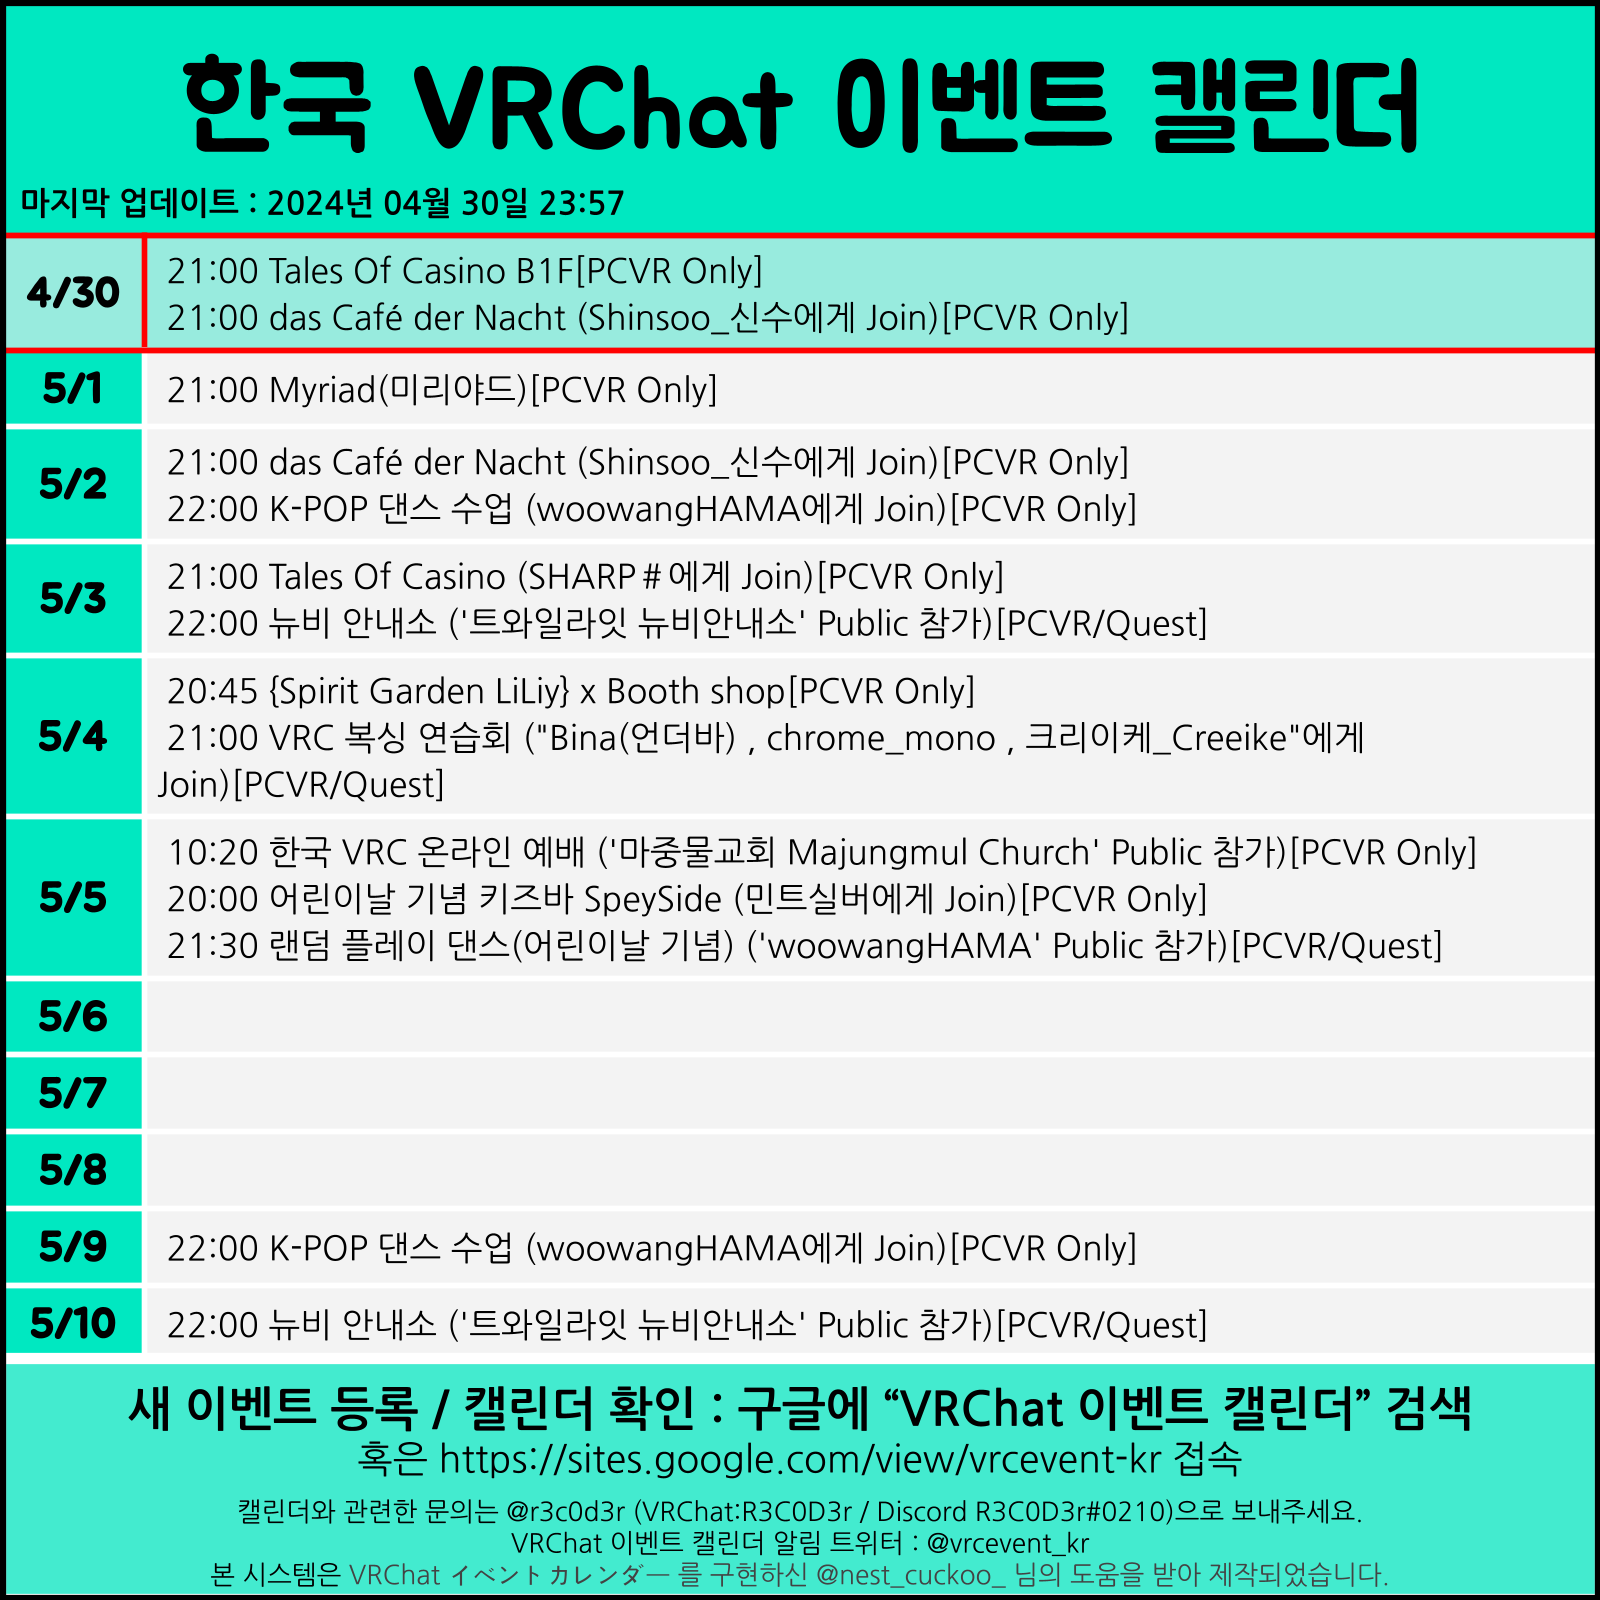 한국 VRChat 이벤트 캘린더
마지막 업데이트 : 2024년 04월 30일 23:57
4/30
21:00 Tales Of Casino B1F[PCVR Only]
21:00 das Café der Nacht (Shinsoo_신수에게 Join)[PCVR Only]
5/1
21:00 Myriad(미리야드)[PCVR Only]
5/2
21:00 das Café der Nacht (Shinsoo_신수에게 Join)[PCVR Only]
22:00 K-POP 댄스 수업 (woowangHAMA에게 Join)[PCVR Only]
5/3
21:00 Tales Of Casino (SHARP＃에게 Join)[PCVR Only]
22:00 뉴비 안내소 ('트와일라잇 뉴비안내소' Public 참가)[PCVR/Quest]
5/4
20:45 {Spirit Garden LiLiy} x Booth shop[PCVR Only]
21:00 VRC 복싱 연습회 ("Bina(언더바) , chrome_mono , 크리이케_Creeike"에게
Join)[PCVR/Quest]
5/5
10:20 한국 VRC 온라인 예배 ('마중물교회 Majungmul Church' Public 참가)[PCVR Only]
20:00 어린이날 기념 키즈바 SpeySide (민트실버에게 Join)[PCVR Only]
21:30 랜덤 플레이 댄스(어린이날 기념) ('woowangHAMA' Public 참가)[PCVR/Quest]
5/6
5/7
5/8
5/9
22:00 K-POP 댄스 수업 (woowangHAMA에게 Join)[PCVR Only]
5/10
22:00 뉴비 안내소 ('트와일라잇 뉴비안내소' Public 참가)[PCVR/Quest]
새 이벤트 등록 / 캘린더 확인 : 구글에 “VRChat 이벤트 캘린더” 검색
혹은 https://sites.google.com/view/vrcevent-kr 접속
캘린더와 관련한 문의는 @r3c0d3r (VRChat:R3C0D3r / Discord R3C0D3r#0210)으로 보내주세요.
VRChat 이벤트 캘린더 알림 트위터 : @vrcevent_kr
본 시스템은 VRChat イベントカレンダー 를 구현하신 @nest_cuckoo_ 님의 도움을 받아 제작되었습니다.